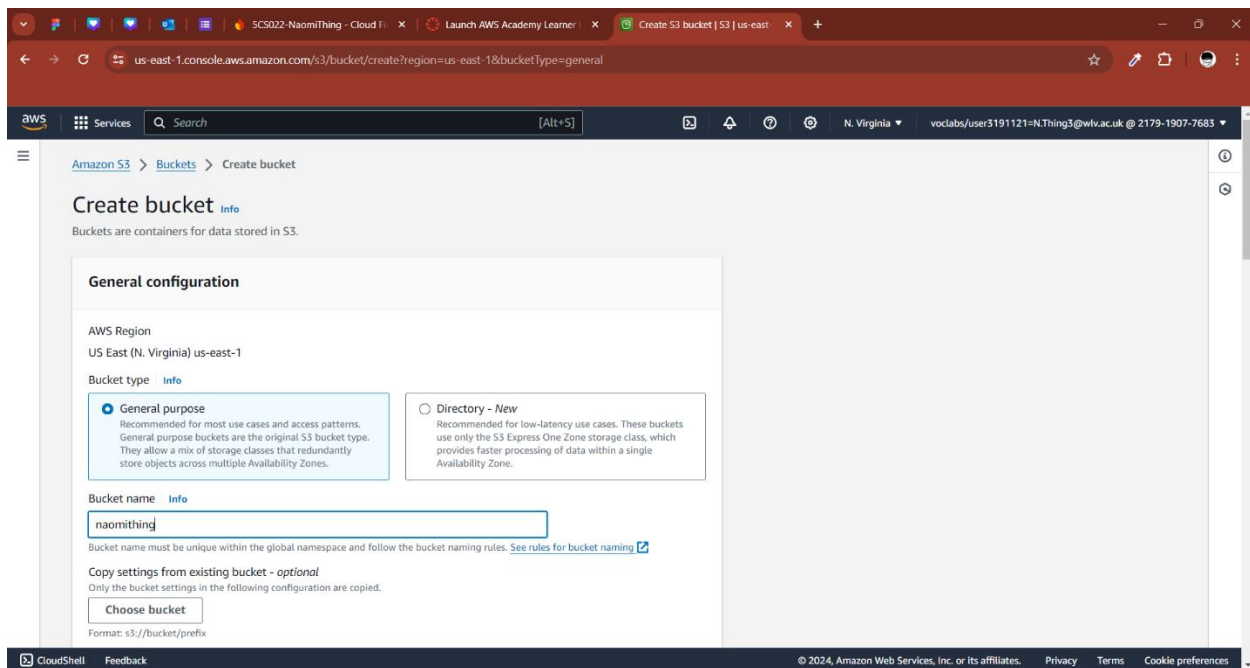 5CS022-NaomiThing - Cloud Fi
Launch AWS Academy Learner L
Create S3 bucket | S3 | us-east-
us-east-1.console.aws.amazon.com/s3/bucket/create?region=us-east-1&bucketType=general
aws
Services
Search
[Alt+S]
N. Virginia ▼
voclabs/user3191121=N.Thing3@wlv.ac.uk @ 2179-1907-7683 ▼
Amazon S3 > Buckets > Create bucket
Create bucket Info
Buckets are containers for data stored in S3.
General configuration
AWS Region
US East (N. Virginia) us-east-1
Bucket type Info
General purpose
Recommended for most use cases and access patterns.
General purpose buckets are the original S3 bucket type.
They allow a mix of storage classes that redundantly
store objects across multiple Availability Zones.
Directory - New
Recommended for low-latency use cases. These buckets
use only the S3 Express One Zone storage class, which
provides faster processing of data within a single
Availability Zone.
Bucket name Info
naomithing
Bucket name must be unique within the global namespace and follow the bucket naming rules. See rules for bucket naming
Copy settings from existing bucket - optional
Only the bucket settings in the following configuration are copied.
Choose bucket
Format: s3://bucket/prefix
CloudShell Feedback
© 2024, Amazon Web Services, Inc. or its affiliates. Privacy Terms Cookie preferences